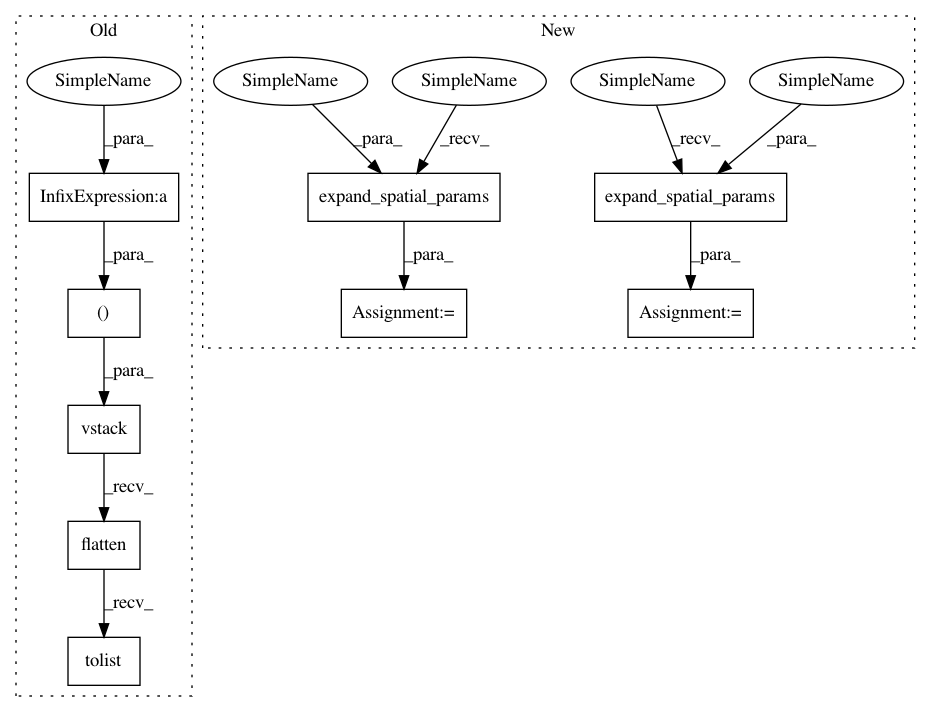 Old
New
SimpleName
SimpleName
SimpleName
SimpleName
SimpleName
_para_
_para_
_recv_
_recv_
_para_
InfixExpression:a
expand_spatial_params
expand_spatial_params
_para_
_para_
_para_
()
Assignment:=
Assignment:=
_para_
vstack
_recv_
flatten
_recv_
tolist